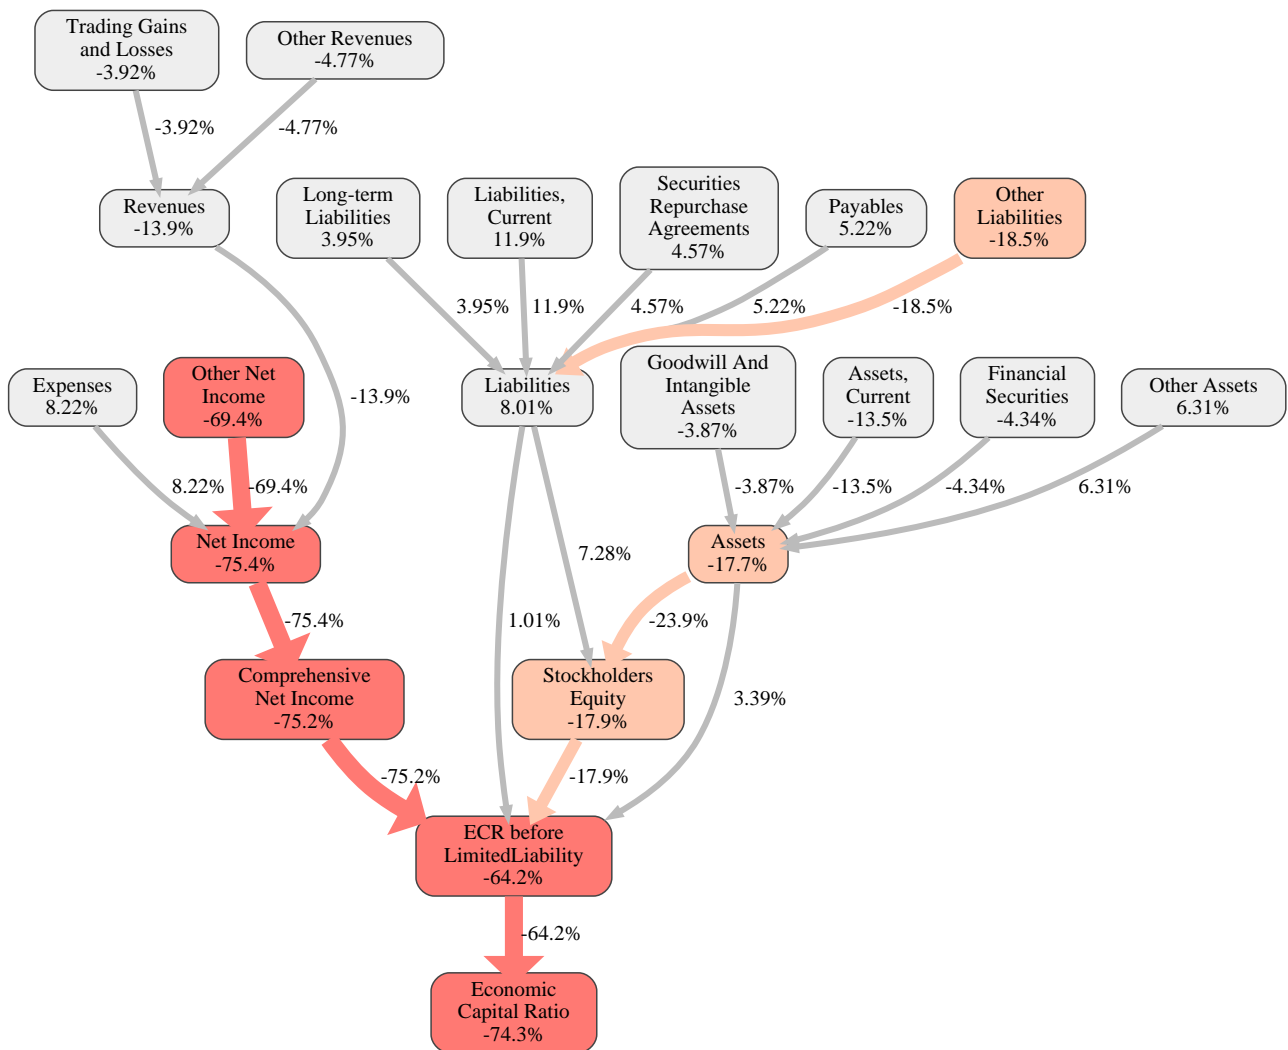 Trading Gains
and Losses
-3.92%
Other Revenues
-4.77%
-3.92%
-4.77%
Revenues
-13.9%
Long-term
Liabilities
3.95%
Liabilities,
Current
11.9%
Securities
Repurchase
Agreements
4.57%
Payables
5.22%
Other
Liabilities
-18.5%
3.95%
11.9%
4.57%
5.22%
-18.5%
Expenses
8.22%
Other Net
Income
-69.4%
-13.9%
Liabilities
8.01%
Goodwill And
Intangible
Assets
-3.87%
Assets,
Current
-13.5%
Financial
Securities
-4.34%
Other Assets
6.31%
8.22%
-69.4%
-3.87%
-13.5%
-4.34%
6.31%
Net Income
-75.4%
7.28%
Assets
-17.7%
-75.4%
1.01%
-23.9%
Comprehensive
Net Income
-75.2%
Stockholders
Equity
-17.9%
3.39%
-75.2%
-17.9%
ECR before
LimitedLiability
-64.2%
-64.2%
Economic
Capital Ratio
-74.3%